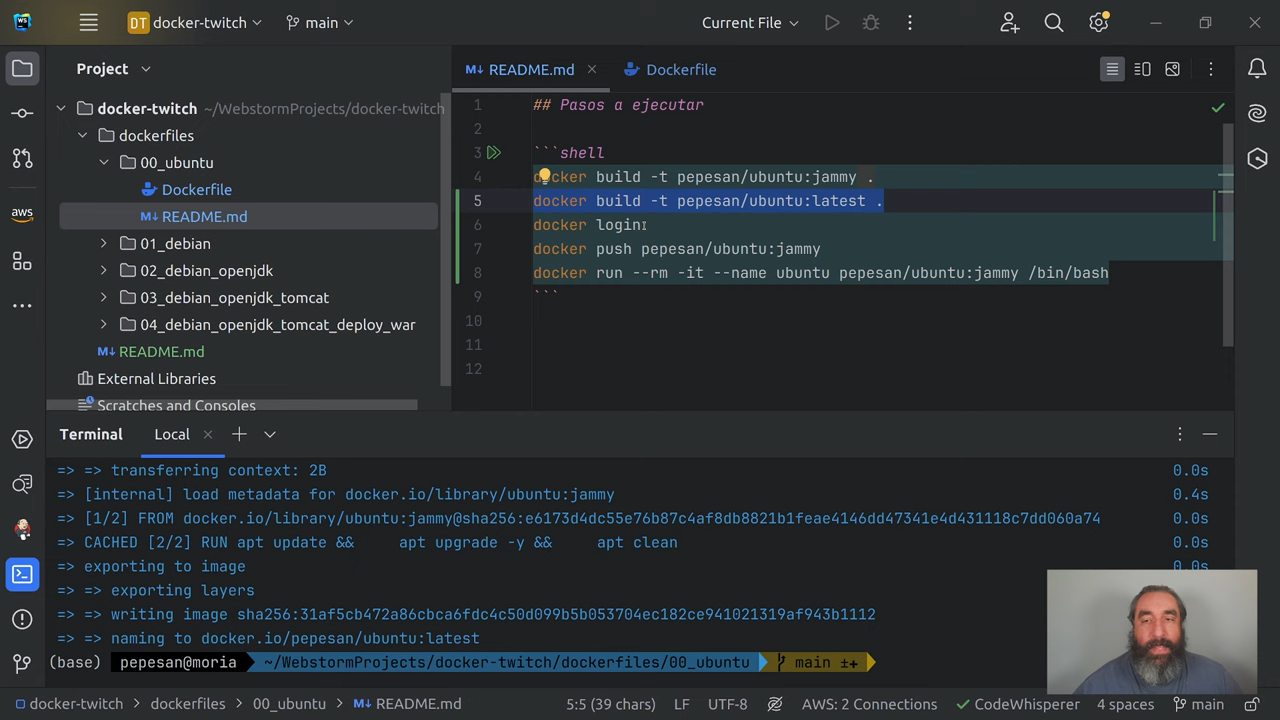 WS
DT docker-twitch
main
Current File
Project
docker-twitch ~/WebstormProjects/docker-twitch
dockerfiles
00_ubuntu
Dockerfile
M↓ README.md
01_debian
02_debian_openjdk
03_debian_openjdk_tomcat
04_debian_openjdk_tomcat_deploy_war
M↓ README.md
External Libraries
Scratches and Consoles
aws
M↓ README.md
Dockerfile
1 ## Pasos a ejecutar
2
3 ```shell
4 docker build -t pepesan/ubuntu:jammy .
5 docker build -t pepesan/ubuntu:latest .
6 docker login
7 docker push pepesan/ubuntu:jammy
8 docker run --rm -it --name ubuntu pepesan/ubuntu:jammy /bin/bash
9 ```
10
11
12
Terminal
Local
=> => transferring context: 2B 0.0s
=> [internal] load metadata for docker.io/library/ubuntu:jammy 0.4s
=> [1/2] FROM docker.io/library/ubuntu:jammy@sha256:e6173d4dc55e76b87c4af8db8821b1feae4146dd47341e4d431118c7dd060a74 0.0s
=> CACHED [2/2] RUN apt update && apt upgrade -y && apt clean 0.0s
=> exporting to image 0.0s
=> => exporting layers
=> => writing image sha256:31af5cb472a86cbca6fdc4c50d099b5b053704ec182ce941021319af943b1112
=> => naming to docker.io/pepesan/ubuntu:latest
(base) pepesan@moria ~/WebstormProjects/docker-twitch/dockerfiles/00_ubuntu main ±+
docker-twitch
dockerfiles
00_ubuntu
M↓ README.md
5:5 (39 chars)
LF
UTF-8
AWS: 2 Connections
CodeWhisperer
4 spaces
main